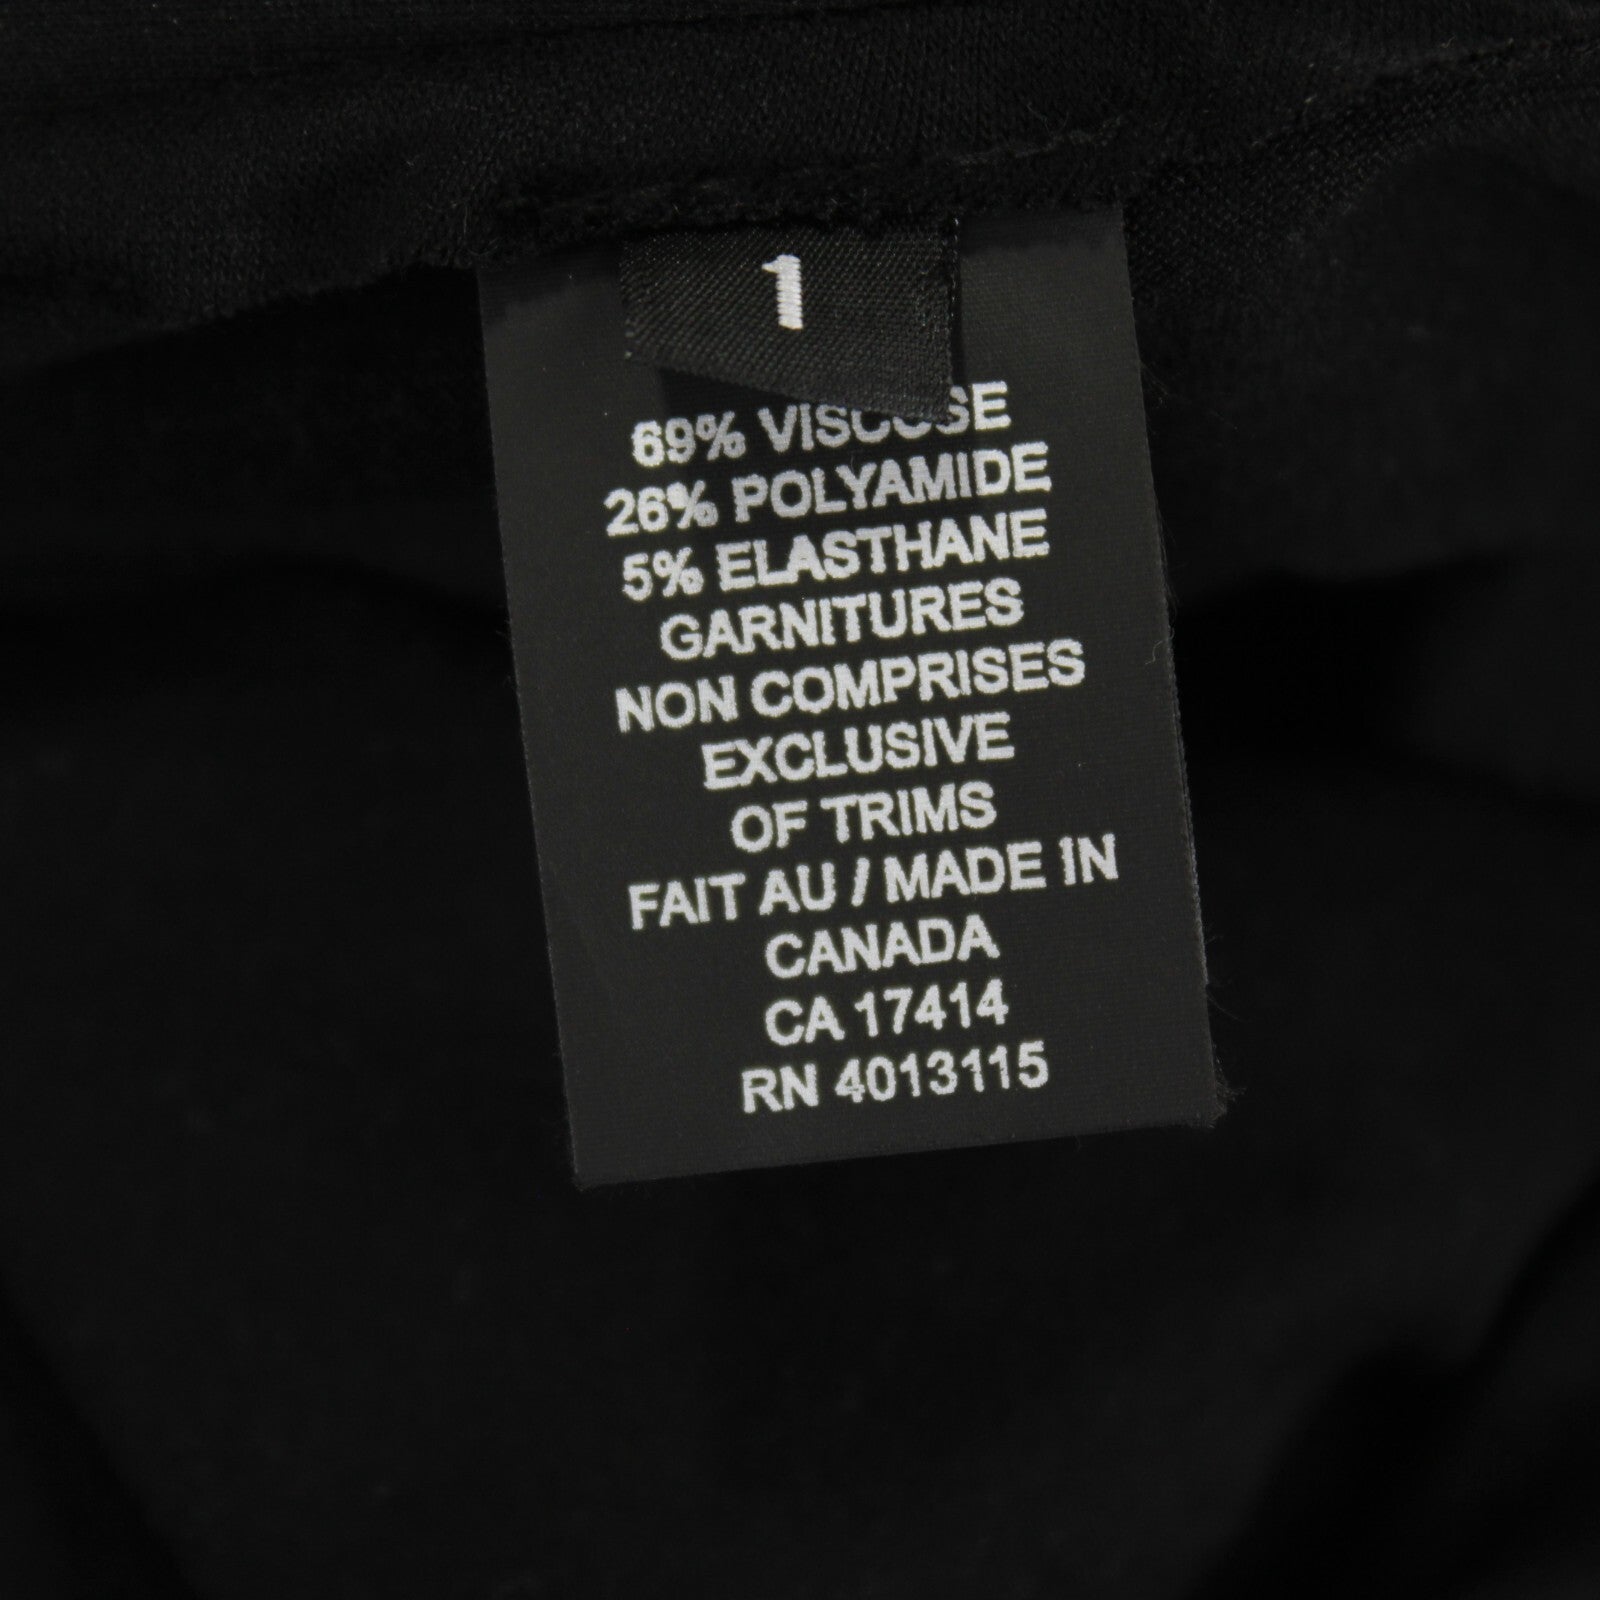 1
69% VISCOSE
26% POLYAMIDE
5% ELASTHANE
GARNITURES
NON COMPRISES
EXCLUSIVE
OF TRIMS
FAIT AU / MADE IN
CANADA
CA 17414
RN 4013115